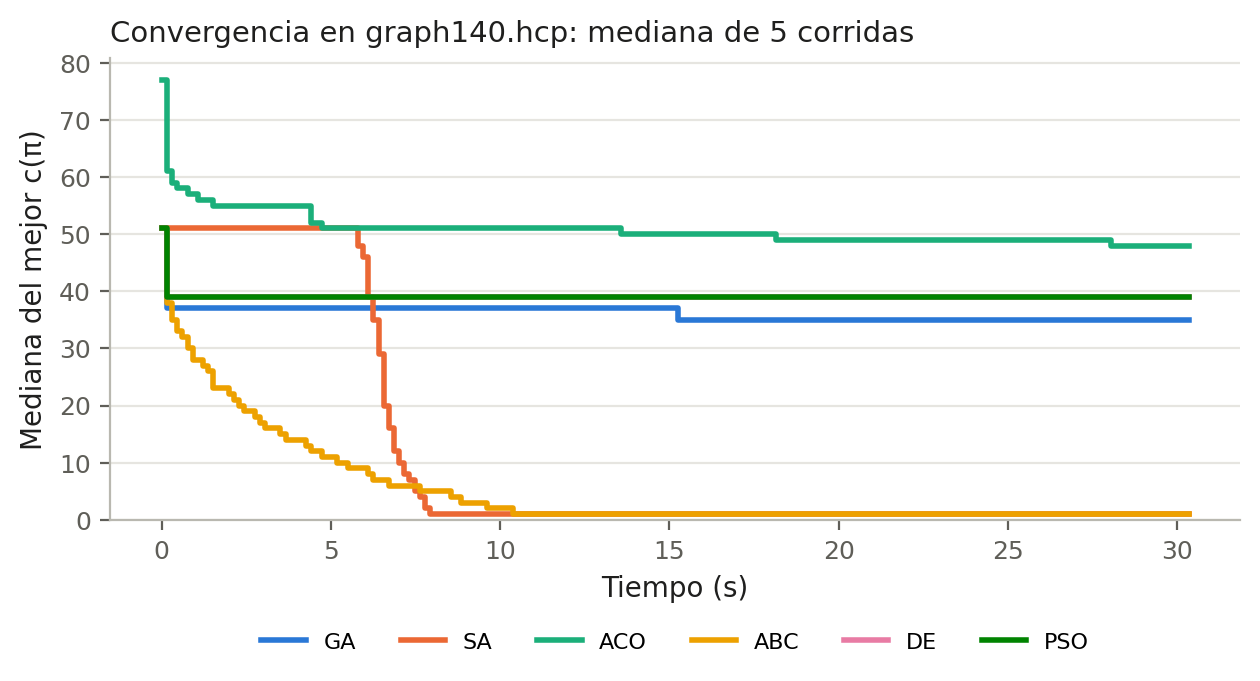 Convergencia en graph140.hcp: mediana de 5 corridas
80
70
60
50
40
30
20
10
0
Mediana del mejor c(π)
0 5 10 15 20 25 30
Tiempo (s)
GA SA ACO ABC DE PSO